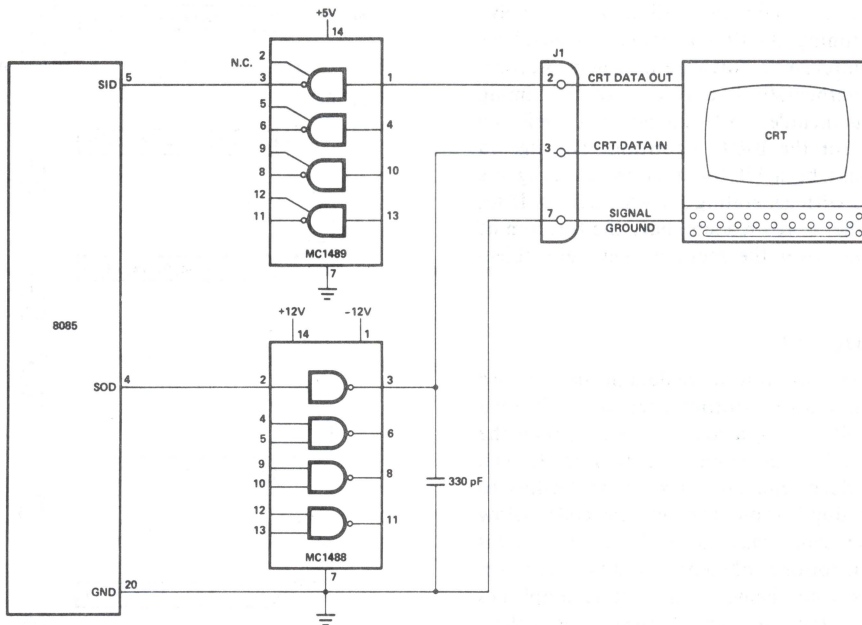 +5V
14
J1
N.C. 2
SID 5
3
1
2 CRT DATA OUT
5
6
4
9
8
10
12
11
13
MC1489
7
CRT
3 CRT DATA IN
7 SIGNAL
GROUND
8085
+12V -12V
14 1
SOD 4
2
3
4
5
6
9
10
8
12
13
11
330 pF
MC1488
7
GND 20